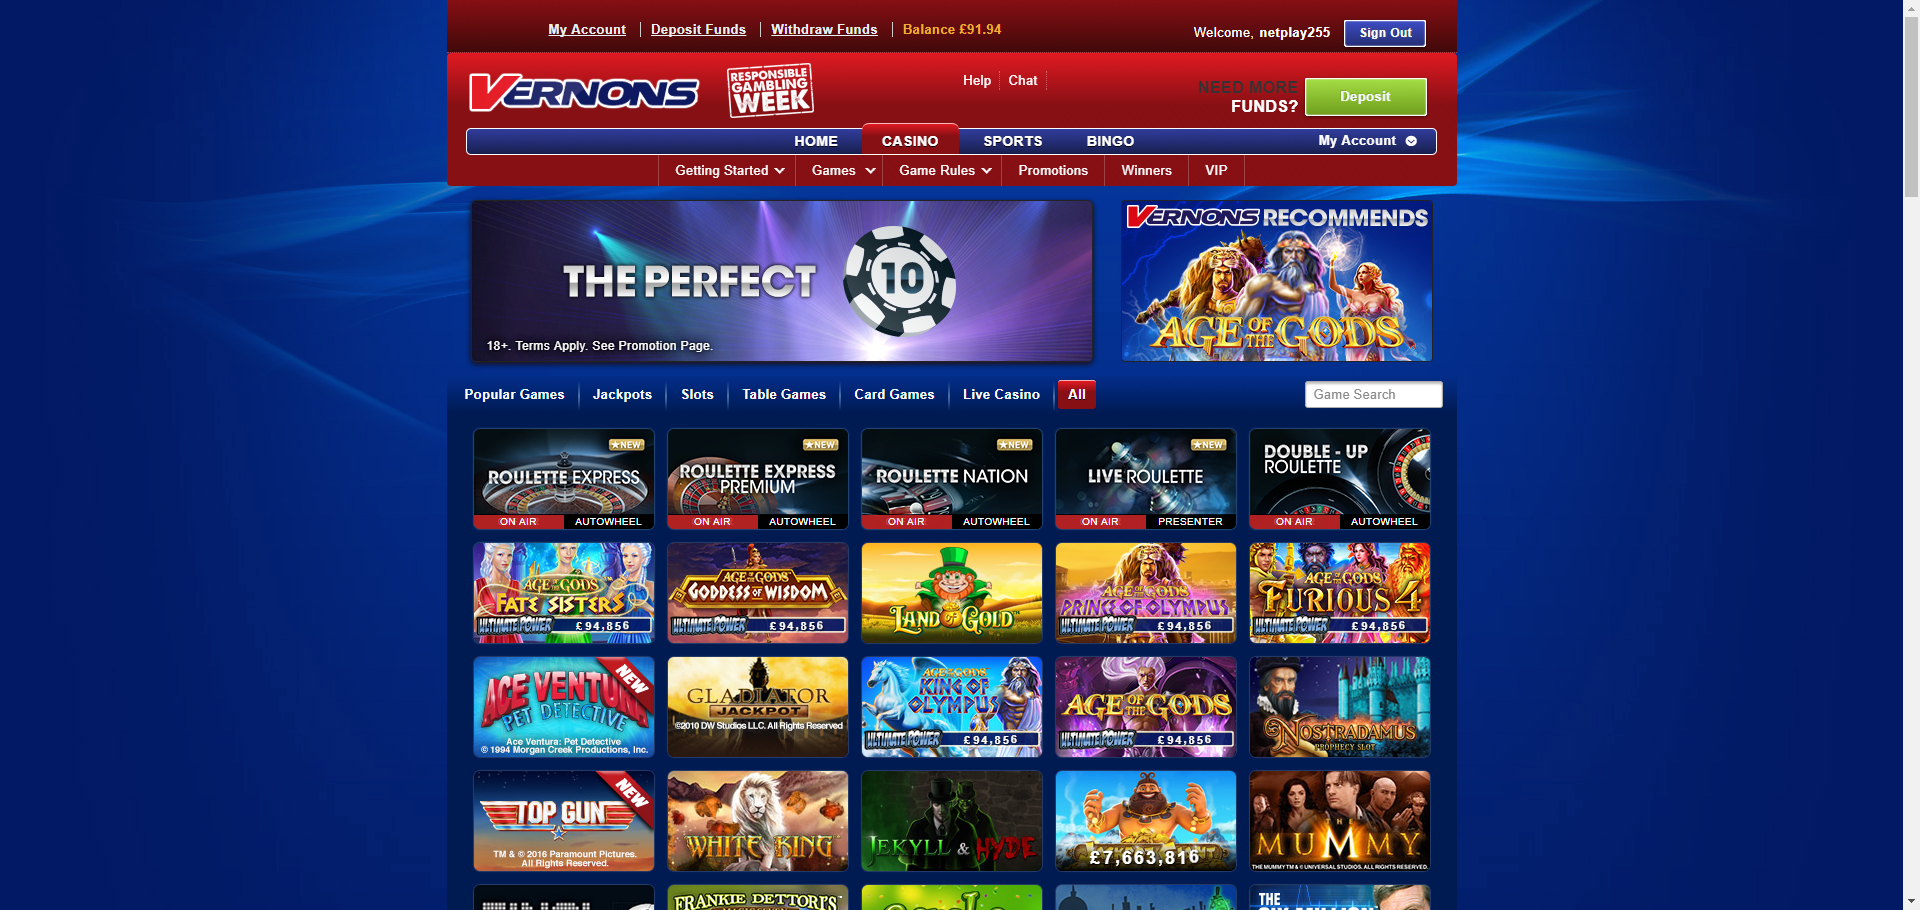 My Account Deposit Funds Withdraw Funds Balance £91.94
Welcome, netplay255 Sign Out
VERNONS
RESPONSIBLE
GAMBLING
WEEK
Help Chat
NEED MORE
FUNDS?
Deposit
HOME CASINO SPORTS BINGO My Account
Getting Started Games Game Rules Promotions Winners VIP
THE PERFECT 10
18+. Terms Apply. See Promotion Page.
VERNONS RECOMMENDS
AGE OF THE GODS
Popular Games Jackpots Slots Table Games Card Games Live Casino All
Game Search
NEW
ROULETTE EXPRESS
ON AIR AUTOWHEEL
NEW
ROULETTE EXPRESS
PREMIUM
ON AIR AUTOWHEEL
NEW
ROULETTE NATION
ON AIR AUTOWHEEL
NEW
LIVE ROULETTE
ON AIR PRESENTER
DOUBLE - UP
ROULETTE
ON AIR AUTOWHEEL
AGE OF THE GODS™
FATE SISTERS
ULTIMATE POWER £94,856
AGE OF THE GODS™
GODDESS OF WISDOM
ULTIMATE POWER £94,856
LAND OF GOLD™
AGE OF THE GODS™
PRINCE OF OLYMPUS
ULTIMATE POWER £94,856
AGE OF THE GODS™
FURIOUS 4
ULTIMATE POWER £94,856
NEW
ACE VENTURA
PET DETECTIVE
Ace Ventura: Pet Detective
© 1994 Morgan Creek Productions, Inc.
GLADIATOR
JACKPOT
©2010 DW Studios LLC. All Rights Reserved
AGE OF THE GODS™
KING OF
OLYMPUS
ULTIMATE POWER £94,856
AGE OF THE GODS
ULTIMATE POWER £94,856
NOSTRADAMUS
PROPHECY SLOT
NEW
TOP GUN
TM & © 2016 Paramount Pictures.
All Rights Reserved.
WHITE KING™
JEKYLL & HYDE
£7,663,816
THE
MUMMY
THE MUMMY TM & © UNIVERSAL STUDIOS. ALL RIGHTS RESERVED.
FRANKIE DETTORI'S
THE
SIX MILLION